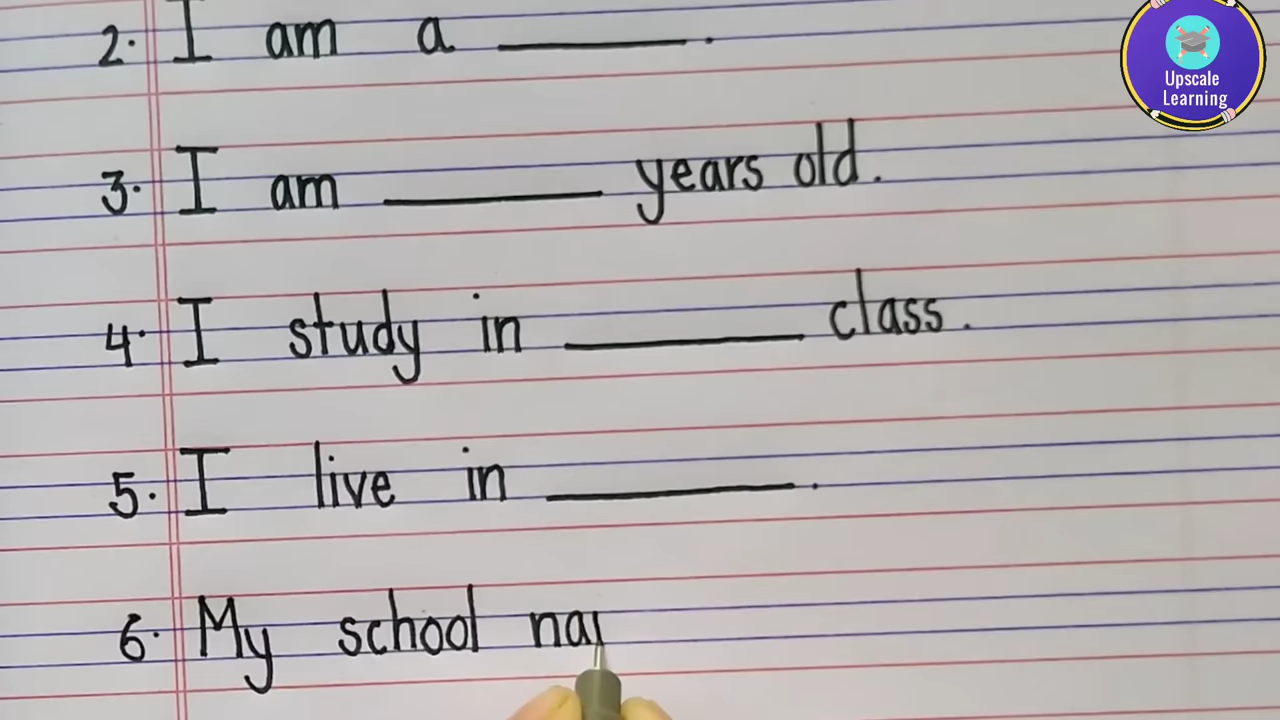 2. I am a ______.
Upscale
Learning
3. I am ______ years old.
4. I study in ______ class.
5. I live in ______.
6. My school